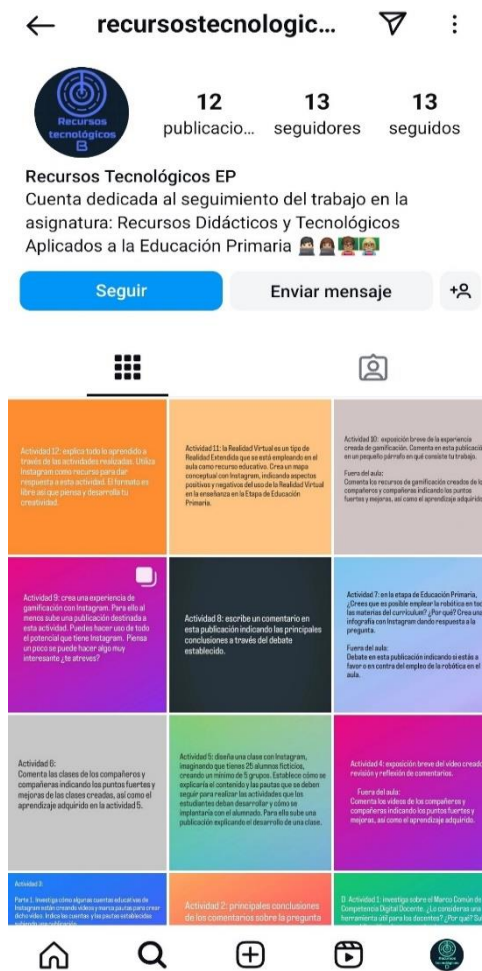 recursostecnologic...
12
publicacio...
13
seguidores
13
seguidos
Recursos
tecnológicos
Recursos Tecnológicos EP
Cuenta dedicada al seguimiento del trabajo en la
asignatura: Recursos Didácticos y Tecnológicos
Aplicados a la Educación Primaria
Seguir
Enviar mensaje
Actividad 12: explica todo lo aprendido a
través de las actividades realizadas. Utiliza
Instagram como recurso para dar
respuesta a esta actividad. El formato es
libre así que piensa y desarrolla tu
creatividad.
Actividad 11: la Realidad Virtual es un tipo de
Realidad Extendida que se está empleando en el
aula como recurso educativo. Crea un mapa
conceptual con Instagram, indicando aspectos
positivos y negativos del uso de la Realidad Virtual
en la enseñanza en la Etapa de Educación
Primaria.
Actividad 10: exposición breve de la experiencia
creada de gamificación. Comenta en esta publicación
en un pequeño párrafo en qué consiste tu trabajo.
Fuera del aula:
Comenta los recursos de gamificación creados de lo
compañeros y compañeras indicando los puntos
fuertes y mejoras, así como el aprendizaje adquirido
Actividad 9: crea una experiencia de
gamificación con Instagram. Para ello al
menos sube una publicación destinada a
esta actividad. Puedes hacer uso de todo
el potencial que tiene Instagram. Piensa
un poco se puede hacer algo muy
interesante ¿te atreves?
Actividad 8: escribe un comentario en
esta publicación indicando las principales
conclusiones a través del debate
establecido.
Actividad 7: en la etapa de Educación Primaria,
¿Crees que es posible emplear la robótica en tod
las materias del curriculum? ¿Por qué? Crea una
infografía con Instagram dando respuesta a la
pregunta.
Fuera del aula:
Debate en esta publicación indicando si estás a
favor o en contra del empleo de la robótica en el
aula.
Actividad 6:
Comenta las clases de los compañeros y
compañeras indicando los puntos fuertes y
mejoras de las clases creadas, así como el
aprendizaje adquirido en la actividad 5.
Actividad 5: diseña una clase con Instagram,
imaginando que tienes 25 alumnos ficticios,
creando un mínimo de 5 grupos. Establece cómo se
explicaría el contenido y las pautas que se deben
seguir para realizar las actividades que los
estudiantes deban desarrollar y cómo se
implantaría con el alumnado. Para ello sube una
publicación explicando el desarrollo de una clase.
Actividad 4: exposición breve del vídeo creado
revisión y reflexión de comentarios.
Fuera del aula:
Comenta los vídeos de los compañeros y
compañeras indicando los puntos fuertes y
mejoras, así como el aprendizaje adquirido.
Actividad 3:
Parte 1. Investiga cómo algunas cuentas educativas de
Instagram están creando vídeos y marca pautas para crear
dicho vídeo. Indica las cuentas y las pautas establecidas
Actividad 2: principales conclusiones
de los comentarios sobre la pregunta
Actividad 1: investiga sobre el Marco Común de
Competencia Digital Docente. ¿Lo consideras una
herramienta útil para los docentes? ¿Por qué? Sub